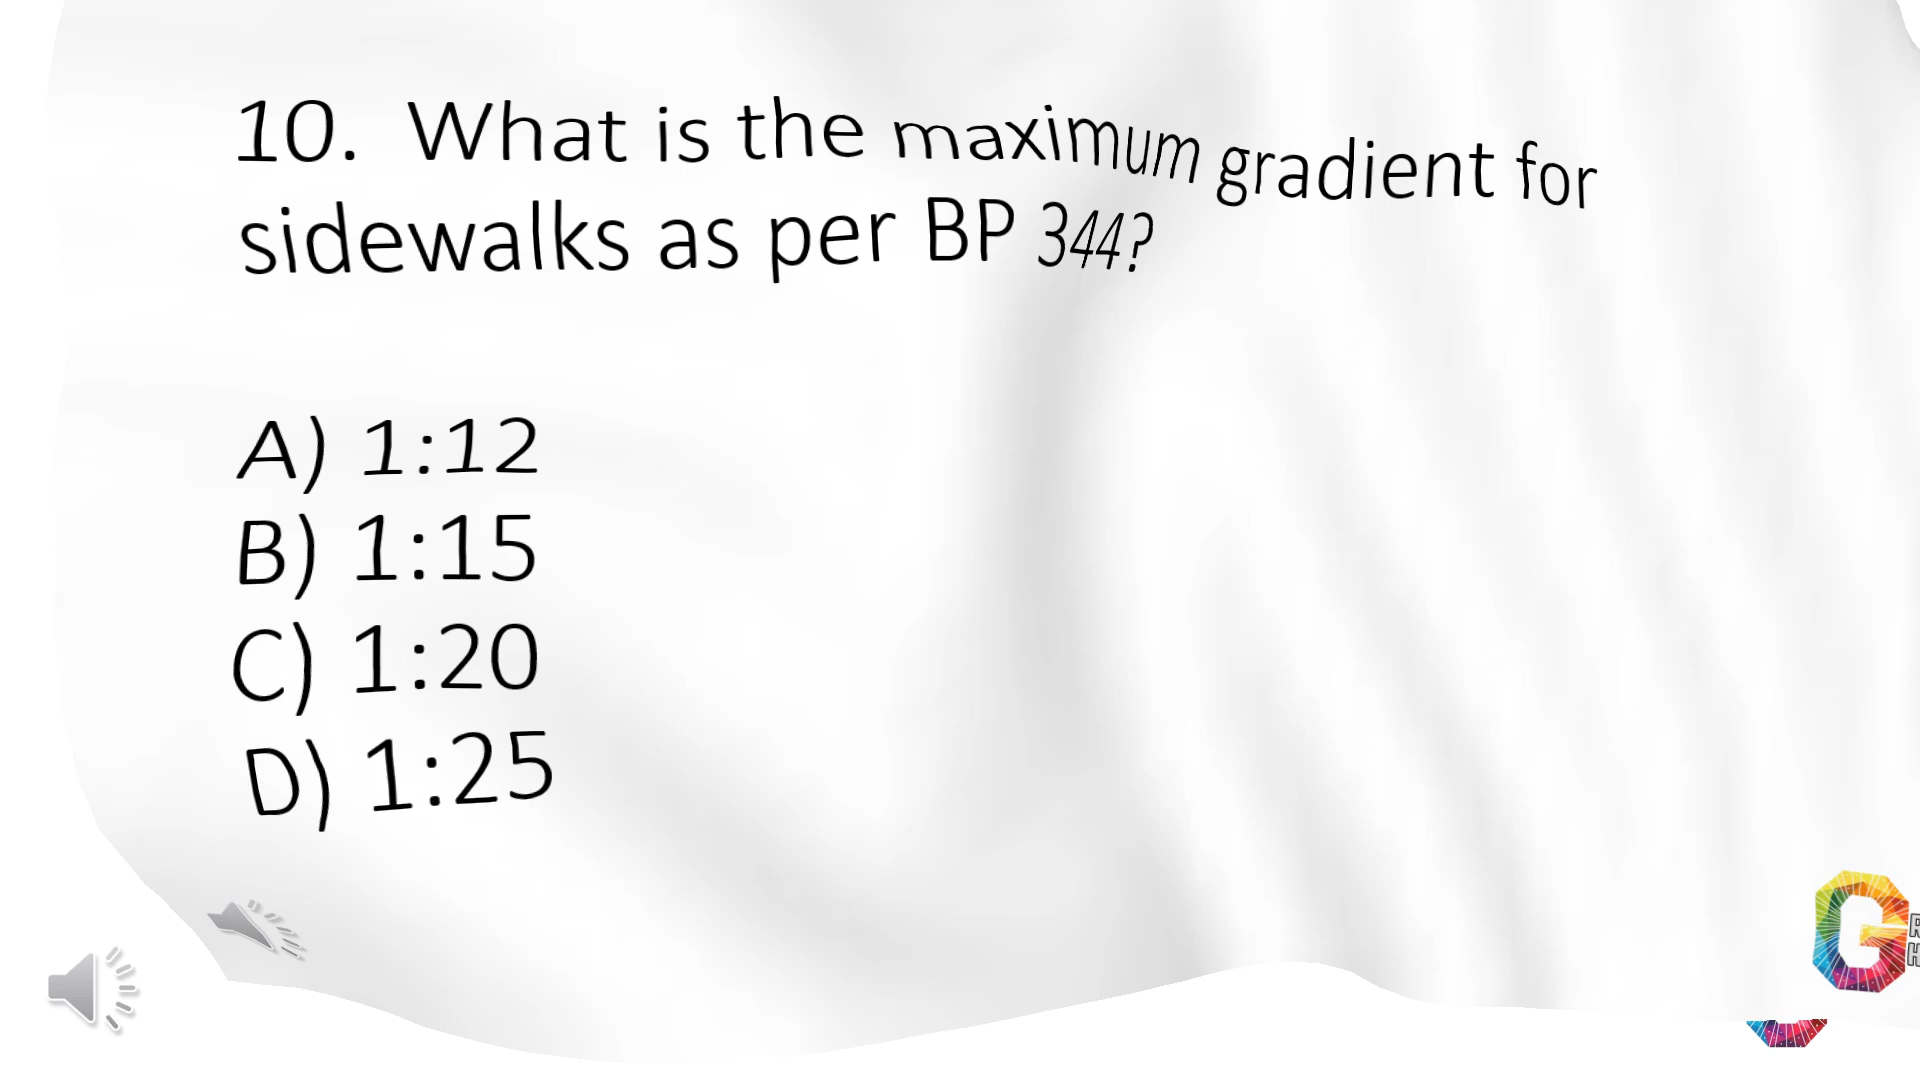 10. What is the maximum gradient for
sidewalks as per BP 344?
A) 1:12
B) 1:15
C) 1:20
D) 1:25
G